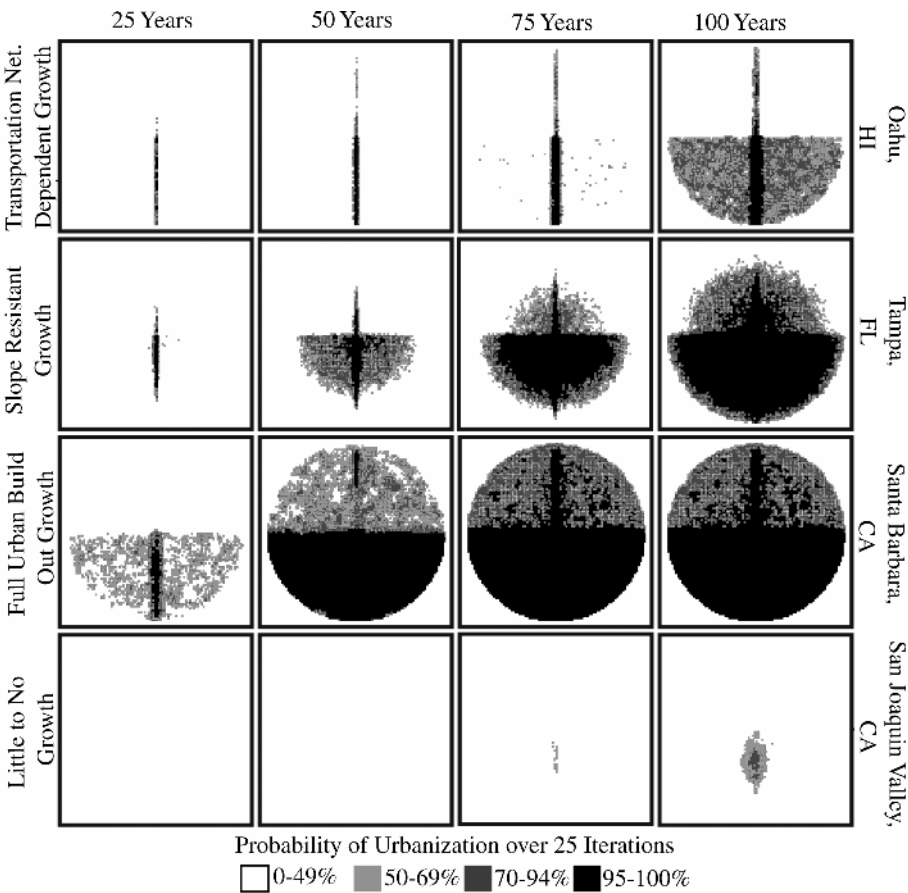 25 Years
50 Years
75 Years
100 Years
Transportation Net.
Dependent Growth
Oahu,
HI
Slope Resistant
Growth
Tampa,
FL
Full Urban Build
Out Growth
Santa Barbara,
CA
Little to No
Growth
San Joaquin Valley,
CA
Probability of Urbanization over 25 Iterations
0-49%
50-69%
70-94%
95-100%